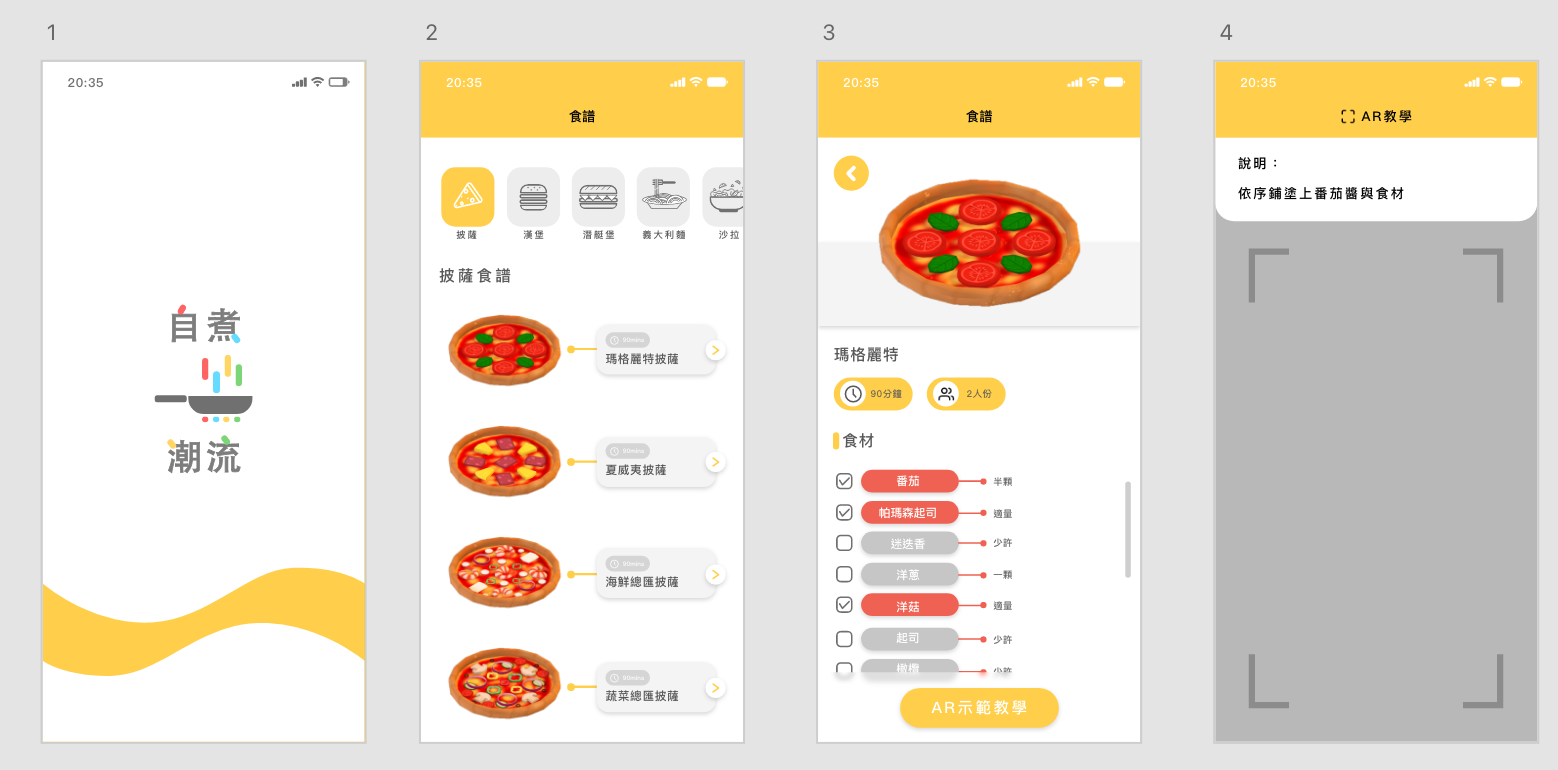 1
20:35
自煮
潮流
2
20:35
食譜
披薩
漢堡
潛艇堡
義大利麵
沙拉
披薩食譜
90mins
瑪格麗特披薩
90mins
夏威夷披薩
90mins
海鮮總匯披薩
90mins
蔬菜總匯披薩
3
20:35
食譜
瑪格麗特
90分鐘
2人份
食材
番茄
半顆
帕瑪森起司
適量
迷迭香
少許
洋蔥
一顆
洋菇
適量
起司
少許
橄欖
少許
AR示範教學
4
20:35
AR教學
說明：
依序鋪塗上番茄醬與食材